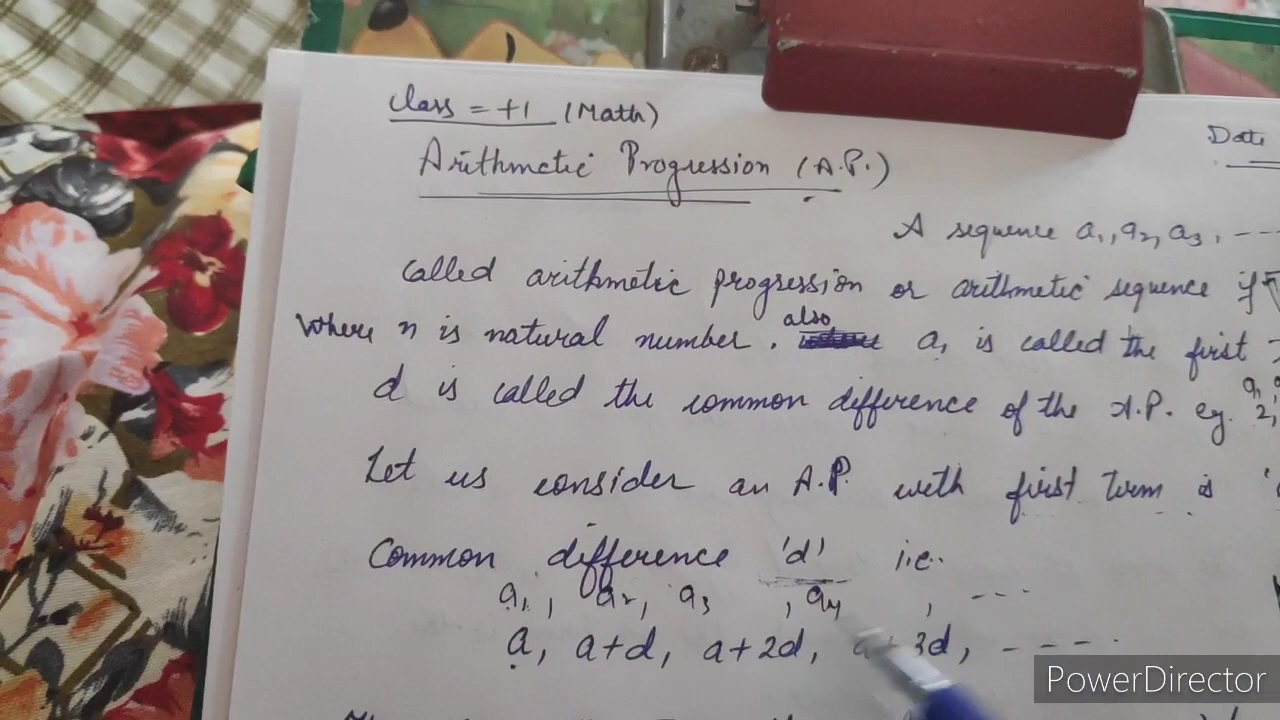 Class = +1 (Math)
Date
Arithmetic Progression (A.P.)
A sequence a₁, a₂, a₃, ----
called arithmetic progression or arithmetic sequence if
where n is natural number. also a₁ is called the first
d is called the common difference of the A.P. eg. 2,
Let us consider an A.P. with first term is
Common difference 'd' i.e.
a₁, a₂, a₃, a₄, ---
a, a+d, a+2d, a+3d, ----
PowerDirector